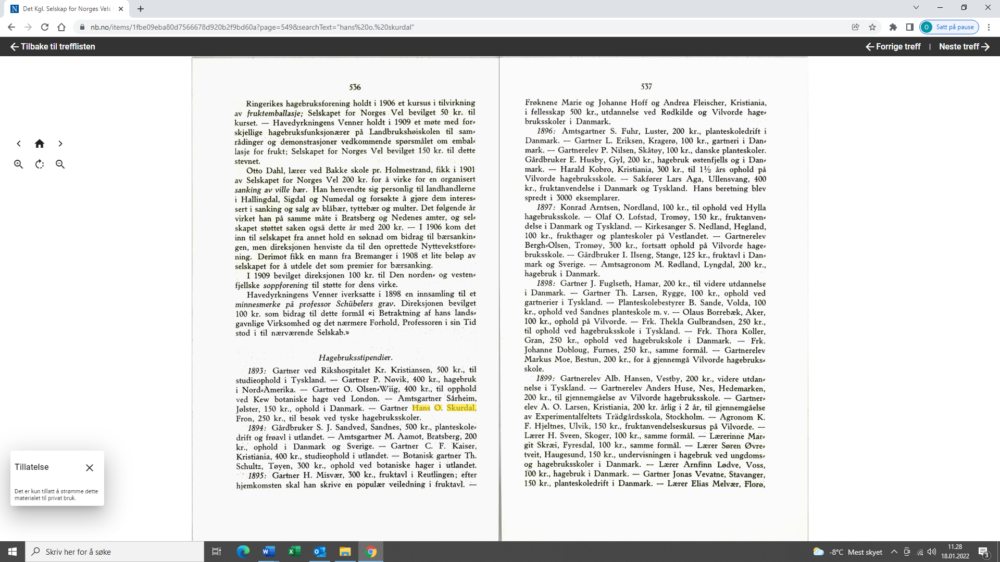 Det Kgl. Selskap for Norges Vels
nb.no/items/1fbe09eba80d7566678d920b2f9bd60a?page=549&searchText="hans%20o.%20skurdal"
O
Satt på pause
Tilbake til trefflisten
Forrige treff | Neste treff
536
Ringerikes hagebruksforening holdt i 1906 et kursus i tilvirkning
av fruktemballasje; Selskapet for Norges Vel bevilget 50 kr. til
kurset. — Havedyrkningens Venner holdt i 1909 et møte med for-
skjellige hagebruksfunksjonærer på Landbrukshøiskolen til sam-
rådinger og demonstrasjoner vedkommende spørsmålet om embal-
lasje for frukt; Selskapet for Norges Vel bevilget 150 kr. til dette
stevnet.
Otto Dahl, lærer ved Bakke skole pr. Holmestrand, fikk i 1901
av Selskapet for Norges Vel 200 kr. for å virke for en organisert
sanking av ville bær. Han henvendte sig personlig til landhandlerne
i Hallingdal, Sigdal og Numedal og forsøkte å gjøre dem interes-
sert i sanking og salg av blåbær, tyttebær og multer. Det følgende år
virket han på samme måte i Bratsberg og Nedenes amter, og sel-
skapet støttet saken også dette år med 200 kr. — I 1906 kom det
inn til selskapet fra annet hold en søknad om bidrag til bærsankin-
gen, men direksjonen henviste da til den oprettede Nyttevekstfore-
ning. Derimot fikk en mann fra Bremanger i 1908 et lite beløp av
selskapet for å utdele det som premier for bærsanking.
I 1909 bevilget direksjonen 100 kr. til Den norden- og vesten-
fjellske soppforening til støtte for dens virke.
Havedyrkningens Venner iverksatte i 1898 en innsamling til et
minnesmerke på professor Schübelers grav. Direksjonen bevilget
100 kr. som bidrag til dette formål «i Betraktning af hans lands-
gavnlige Virksomhed og det nærmere Forhold, Professoren i sin Tid
stod i til nærværende Selskab.»
Hagebruksstipendier.
1893: Gartner ved Rikshospitalet Kr. Kristiansen, 500 kr., til
studieophold i Tyskland. — Gartner P. Nøvik, 400 kr., hagebruk
i Nord-Amerika. — Gartner O. Olsen-Wiig, 400 kr., til opphold
ved Kew botaniske hage ved London. — Amtsgartner Sårheim,
Jølster, 150 kr., ophold i Danmark. — Gartner Hans O. Skurdal,
Fron, 250 kr., til besøk ved tyske hagebruksskoler.
1894: Gårdbruker S. J. Sandved, Sandnes, 500 kr., planteskole-
drift og frøavl i utlandet. — Amtsgartner M. Aamot, Bratsberg, 200
kr., ophold i Danmark og Sverige. — Gartner C. F. Kaiser,
Kristiania, 400 kr., studieophold i utlandet. — Botanisk gartner Th.
Schultz, Tøyen, 300 kr., ophold ved botaniske hager i utlandet.
1895: Gartner H. Misvær, 300 kr., fruktavl i Reutlingen; efter
hjemkomsten skal han skrive en populær veiledning i fruktavl. —
537
Frøknene Marie og Johanne Hoff og Andrea Fleischer, Kristiania,
i fellesskap 500 kr., utdannelse ved Rødkilde og Vilvorde hage-
bruksskoler i Danmark.
1896: Amtsgartner S. Fuhr, Luster, 200 kr., planteskoledrift i
Danmark. — Gartner L. Eriksen, Kragerø, 100 kr., gartneri i Dan-
mark. — Gartnerelev P. Nilsen, Skåtøy, 100 kr., danske planteskoler.
Gårdbruker E. Husby, Gyl, 200 kr., hagebruk østenfjells og i Dan-
mark. — Harald Kobro, Kristiania, 300 kr., til 1½ års ophold på
Vilvorde hagebruksskole. — Sakfører Lars Aga, Ullensvang, 400
kr., fruktanvendelse i Danmark og Tyskland. Hans beretning blev
spredt i 3000 eksemplarer.
1897: Konrad Arntsen, Nordland, 100 kr., til ophold ved Hylla
hagebruksskole. — Olaf O. Lofstad, Tromøy, 150 kr., fruktanven-
delse i Danmark og Tyskland. — Kirkesanger S. Nedland, Hegland,
100 kr., frukthager og planteskoler på Vestlandet. — Gartnerelev
Bergh-Olsen, Tromøy, 300 kr., fortsatt ophold på Vilvorde hage-
bruksskole. — Gårdbruker I. Ilseng, Stange, 125 kr., fruktavl i Dan-
mark og Sverige. — Amtsagronom M. Rødland, Lyngdal, 200 kr.,
hagebruk i Danmark.
1898: Gartner J. Fuglseth, Hamar, 200 kr., til videre utdannelse
i Danmark. — Gartner Th. Larsen, Rygge, 100 kr., ophold ved
gartnerier i Tyskland. — Planteskolebestyrer B. Sande, Volda, 100
kr., ophold ved Sandnes planteskole m. v. — Olaus Borrebæk, Aker,
100 kr., ophold på Vilvorde. — Frk. Thekla Gulbrandsen, 250 kr.,
til ophold ved hagebruksskole i Tyskland. — Frk. Thora Koller,
Gran, 250 kr., ophold ved hagebrukskole i Danmark. — Frk.
Johanne Dobloug, Furnes, 250 kr., samme formål. — Gartnerelev
Markus Moe, Bestun, 200 kr., for å gjennemgå Vilvorde hagebruks-
skole.
1899: Gartnerelev Alb. Hansen, Vestby, 200 kr., videre utdan-
nelse i Tyskland. — Gartnerelev Anders Huse, Nes, Hedemarken,
200 kr., til gjennemgåelse av Vilvorde hagebruksskole. — Gartner-
elev A. O. Larsen, Kristiania, 200 kr. årlig i 2 år, til gjennemgåelse
av Experimentalfeltets Trädgårdsskola, Stockholm. — Agronom K.
F. Hjeltnes, Ulvik, 150 kr., fruktanvendelseskursus på Vilvorde. —
Lærer H. Sveen, Skoger, 100 kr., samme formål. — Lærerinne Mar-
git Skræi, Fyresdal, 100 kr., samme formål. — Lærer Søren Øvre-
tveit, Haugesund, 150 kr., undervisningen i hagebruk ved ungdoms-
og hagebruksskoler i Danmark. — Lærer Arnfinn Lødve, Voss,
100 kr., hagebruk i Danmark. — Gartner Jonas Vevatne, Stavanger,
150 kr., planteskoledrift i Danmark. — Lærer Elias Melvær, Florø,
Tillatelse
Det er kun tillatt å strømme dette
materialet til privat bruk.
Skriv her for å søke
-8°C Mest skyet
11.28
18.01.2022
3